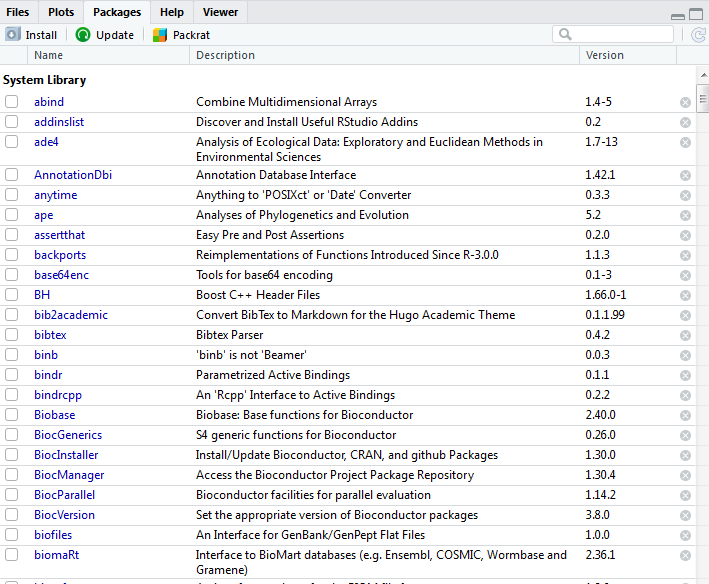 Files Plots Packages Help Viewer
Install Update Packrat
Name Description Version
System Library
abind Combine Multidimensional Arrays 1.4-5
addinslist Discover and Install Useful RStudio Addins 0.2
ade4 Analysis of Ecological Data: Exploratory and Euclidean Methods in 1.7-13
Environmental Sciences
AnnotationDbi Annotation Database Interface 1.42.1
anytime Anything to 'POSIXct' or 'Date' Converter 0.3.3
ape Analyses of Phylogenetics and Evolution 5.2
assertthat Easy Pre and Post Assertions 0.2.0
backports Reimplementations of Functions Introduced Since R-3.0.0 1.1.3
base64enc Tools for base64 encoding 0.1-3
BH Boost C++ Header Files 1.66.0-1
bib2academic Convert BibTex to Markdown for the Hugo Academic Theme 0.1.1.99
bibtex Bibtex Parser 0.4.2
binb 'binb' is not 'Beamer' 0.0.3
bindr Parametrized Active Bindings 0.1.1
bindrcpp An 'Rcpp' Interface to Active Bindings 0.2.2
Biobase Biobase: Base functions for Bioconductor 2.40.0
BiocGenerics S4 generic functions for Bioconductor 0.26.0
BiocInstaller Install/Update Bioconductor, CRAN, and github Packages 1.30.0
BiocManager Access the Bioconductor Project Package Repository 1.30.4
BiocParallel Bioconductor facilities for parallel evaluation 1.14.2
BiocVersion Set the appropriate version of Bioconductor packages 3.8.0
biofiles An Interface for GenBank/GenPept Flat Files 1.0.0
biomaRt Interface to BioMart databases (e.g. Ensembl, COSMIC, Wormbase and 2.36.1
Gramene)